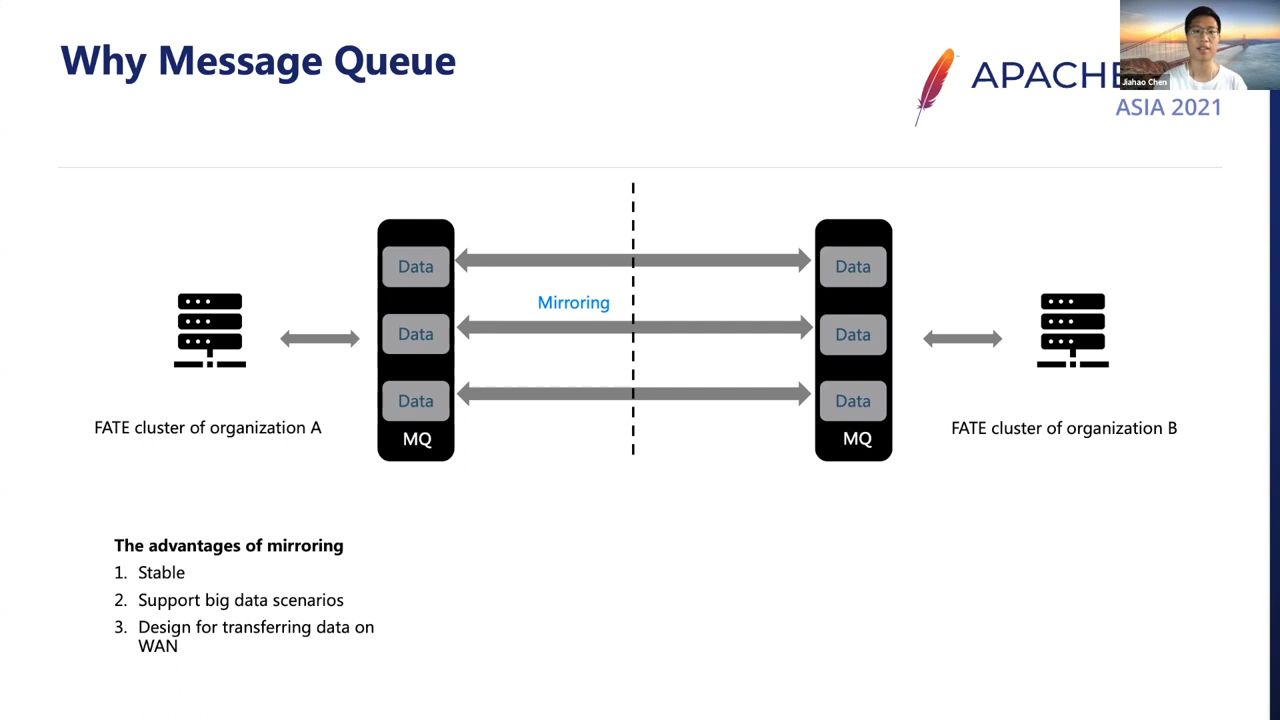 Why Message Queue
APACHE
ASIA 2021
Jiahao Chen
Data
Data
Mirroring
Data
Data
Data
Data
MQ
MQ
FATE cluster of organization A
FATE cluster of organization B
The advantages of mirroring
1. Stable
2. Support big data scenarios
3. Design for transferring data on
WAN